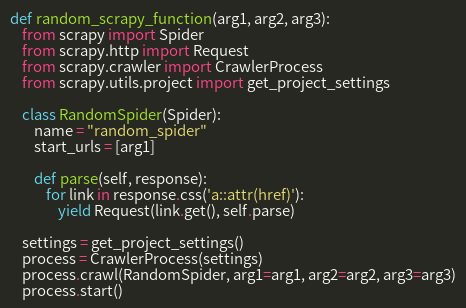 def random_scrapy_function(arg1, arg2, arg3):
from scrapy import Spider
from scrapy.http import Request
from scrapy.crawler import CrawlerProcess
from scrapy.utils.project import get_project_settings
class RandomSpider(Spider):
name = "random_spider"
start_urls = [arg1]
def parse(self, response):
for link in response.css('a::attr(href)'):
yield Request(link.get(), self.parse)
settings = get_project_settings()
process = CrawlerProcess(settings)
process.crawl(RandomSpider, arg1=arg1, arg2=arg2, arg3=arg3)
process.start()